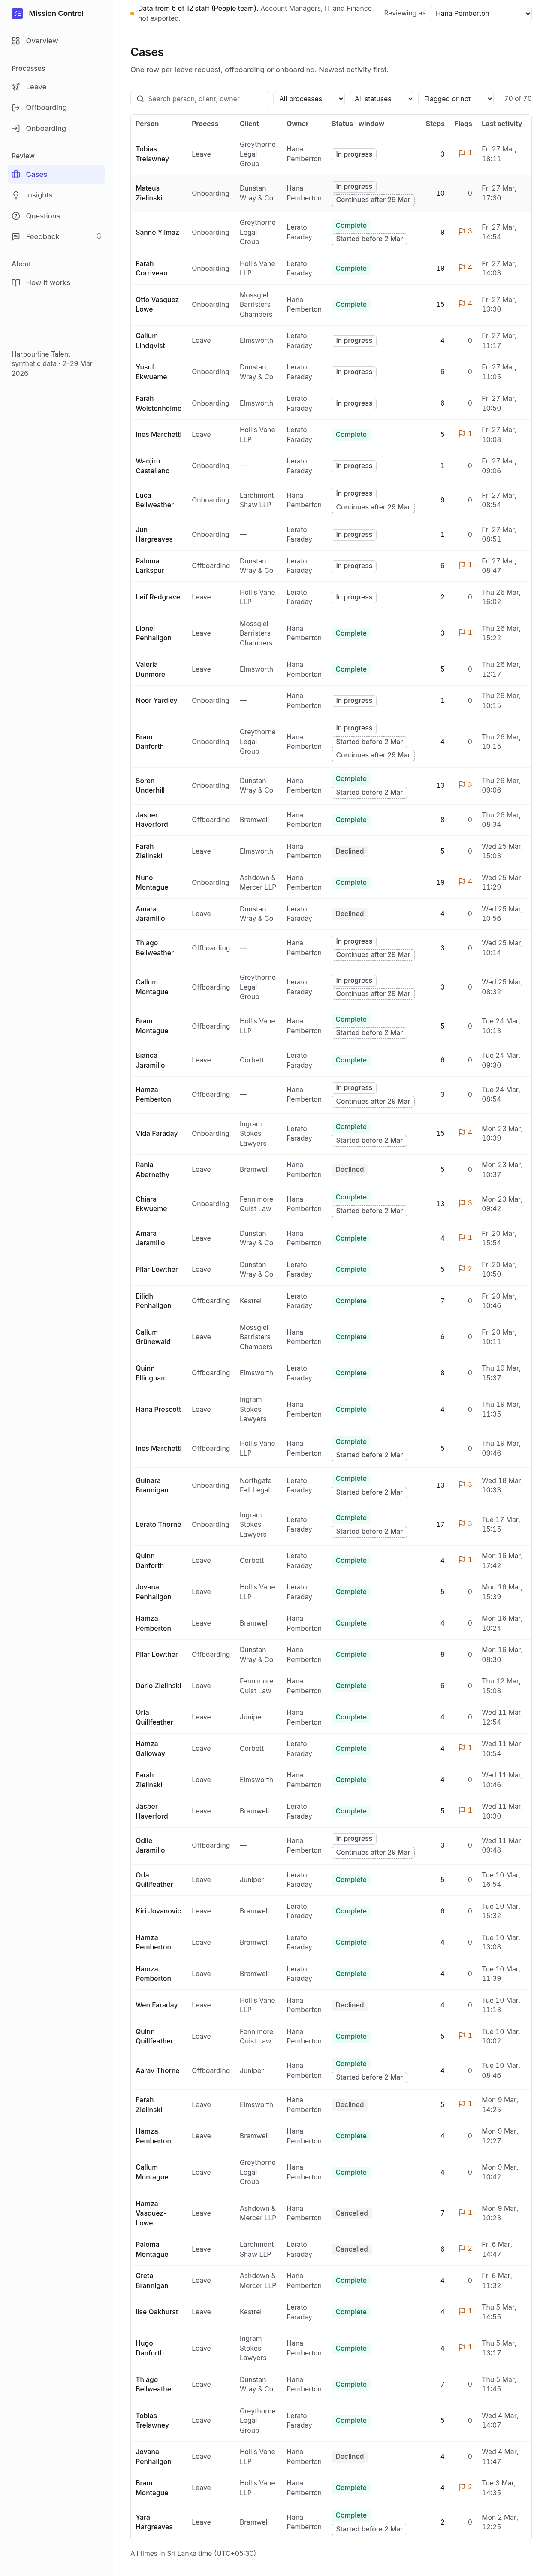 Mission Control
Overview
Processes
Leave
Offboarding
Onboarding
Review
Cases
Insights
Questions
Feedback 3
About
How it works
Harbourline Talent ·
synthetic data · 2–29 Mar
2026
Data from 6 of 12 staff (People team). Account Managers, IT and Finance
not exported.
Reviewing as Hana Pemberton
Cases
One row per leave request, offboarding or onboarding. Newest activity first.
Search person, client, owner All processes All statuses Flagged or not 70 of 70
Person Process Client Owner Status · window Steps Flags Last activity
Tobias Trelawney Leave Greythorne Legal Group Hana Pemberton In progress 3 1 Fri 27 Mar, 18:11
Mateus Zielinski Onboarding Dunstan Wray & Co Hana Pemberton In progress Continues after 29 Mar 10 0 Fri 27 Mar, 17:30
Sanne Yilmaz Onboarding Greythorne Legal Group Lerato Faraday Complete Started before 2 Mar 9 3 Fri 27 Mar, 14:54
Farah Corriveau Onboarding Hollis Vane LLP Lerato Faraday Complete 19 4 Fri 27 Mar, 14:03
Otto Vasquez-Lowe Onboarding Mossgiel Barristers Chambers Hana Pemberton Complete 15 4 Fri 27 Mar, 13:30
Callum Lindqvist Leave Elmsworth Lerato Faraday In progress 4 0 Fri 27 Mar, 11:17
Yusuf Ekwueme Onboarding Dunstan Wray & Co Lerato Faraday In progress 6 0 Fri 27 Mar, 11:05
Farah Wolstenholme Onboarding Elmsworth Lerato Faraday In progress 6 0 Fri 27 Mar, 10:50
Ines Marchetti Leave Hollis Vane LLP Lerato Faraday Complete 5 1 Fri 27 Mar, 10:08
Wanjiru Castellano Onboarding — Lerato Faraday In progress 1 0 Fri 27 Mar, 09:06
Luca Bellweather Onboarding Larchmont Shaw LLP Hana Pemberton In progress Continues after 29 Mar 9 0 Fri 27 Mar, 08:54
Jun Hargreaves Onboarding — Lerato Faraday In progress 1 0 Fri 27 Mar, 08:51
Paloma Larkspur Offboarding Dunstan Wray & Co Lerato Faraday In progress 6 1 Fri 27 Mar, 08:47
Leif Redgrave Leave Hollis Vane LLP Lerato Faraday In progress 2 0 Thu 26 Mar, 16:02
Lionel Penhaligon Leave Mossgiel Barristers Chambers Hana Pemberton Complete 3 1 Thu 26 Mar, 15:22
Valeria Dunmore Leave Elmsworth Lerato Faraday Complete 5 0 Thu 26 Mar, 12:17
Noor Yardley Onboarding — Hana Pemberton In progress 1 0 Thu 26 Mar, 10:15
Bram Danforth Onboarding Greythorne Legal Group Hana Pemberton In progress Started before 2 Mar Continues after 29 Mar 4 0 Thu 26 Mar, 10:15
Soren Underhill Onboarding Dunstan Wray & Co Hana Pemberton Complete Started before 2 Mar 13 3 Thu 26 Mar, 09:06
Jasper Haverford Offboarding Bramwell Hana Pemberton Complete 8 0 Thu 26 Mar, 08:34
Farah Zielinski Leave Elmsworth Hana Pemberton Declined 5 0 Wed 25 Mar, 15:03
Nuno Montague Onboarding Ashdown & Mercer LLP Hana Pemberton Complete 19 4 Wed 25 Mar, 11:29
Amara Jaramillo Leave Dunstan Wray & Co Lerato Faraday Declined 4 0 Wed 25 Mar, 10:56
Thiago Bellweather Offboarding — Hana Pemberton In progress Continues after 29 Mar 3 0 Wed 25 Mar, 10:14
Callum Montague Offboarding Greythorne Legal Group Lerato Faraday In progress Continues after 29 Mar 3 0 Wed 25 Mar, 08:32
Bram Montague Offboarding Hollis Vane LLP Hana Pemberton Complete Started before 2 Mar 5 0 Tue 24 Mar, 10:13
Bianca Jaramillo Leave Corbett Lerato Faraday Complete 6 0 Tue 24 Mar, 09:30
Hamza Pemberton Offboarding — Hana Pemberton In progress Continues after 29 Mar 3 0 Tue 24 Mar, 08:54
Vida Faraday Onboarding Ingram Stokes Lawyers Lerato Faraday Complete Started before 2 Mar 15 4 Mon 23 Mar, 10:39
Rania Abernethy Leave Bramwell Hana Pemberton Declined 5 0 Mon 23 Mar, 10:37
Chiara Ekwueme Onboarding Fennimore Quist Law Hana Pemberton Complete Started before 2 Mar 13 3 Mon 23 Mar, 09:42
Amara Jaramillo Leave Dunstan Wray & Co Hana Pemberton Complete 4 1 Fri 20 Mar, 15:54
Pilar Lowther Leave Dunstan Wray & Co Lerato Faraday Complete 5 2 Fri 20 Mar, 10:50
Eilidh Penhaligon Offboarding Kestrel Lerato Faraday Complete 7 0 Fri 20 Mar, 10:46
Callum Grünewald Leave Mossgiel Barristers Chambers Hana Pemberton Complete 6 0 Fri 20 Mar, 10:11
Quinn Ellingham Offboarding Elmsworth Lerato Faraday Complete 8 0 Thu 19 Mar, 15:37
Hana Prescott Leave Ingram Stokes Lawyers Hana Pemberton Complete 4 0 Thu 19 Mar, 11:35
Ines Marchetti Offboarding Hollis Vane LLP Hana Pemberton Complete Started before 2 Mar 5 0 Thu 19 Mar, 09:46
Gulnara Brannigan Onboarding Northgate Fell Legal Lerato Faraday Complete Started before 2 Mar 13 3 Wed 18 Mar, 10:33
Lerato Thorne Onboarding Ingram Stokes Lawyers Lerato Faraday Complete Started before 2 Mar 17 3 Tue 17 Mar, 15:15
Quinn Danforth Leave Corbett Lerato Faraday Complete 4 1 Mon 16 Mar, 17:42
Jovana Penhaligon Leave Hollis Vane LLP Lerato Faraday Complete 5 0 Mon 16 Mar, 15:39
Hamza Pemberton Leave Bramwell Hana Pemberton Complete 4 0 Mon 16 Mar, 10:24
Pilar Lowther Offboarding Dunstan Wray & Co Hana Pemberton Complete 8 0 Mon 16 Mar, 08:30
Dario Zielinski Leave Fennimore Quist Law Hana Pemberton Complete 6 0 Thu 12 Mar, 15:08
Orla Quillfeather Leave Juniper Hana Pemberton Complete 4 0 Wed 11 Mar, 12:54
Hamza Galloway Leave Corbett Lerato Faraday Complete 4 1 Wed 11 Mar, 10:54
Farah Zielinski Leave Elmsworth Hana Pemberton Complete 4 0 Wed 11 Mar, 10:46
Jasper Haverford Leave Bramwell Lerato Faraday Complete 5 1 Wed 11 Mar, 10:30
Odile Jaramillo Offboarding — Hana Pemberton In progress Continues after 29 Mar 3 0 Wed 11 Mar, 09:48
Orla Quillfeather Leave Juniper Lerato Faraday Complete 5 0 Tue 10 Mar, 16:54
Kiri Jovanovic Leave Bramwell Lerato Faraday Complete 6 0 Tue 10 Mar, 15:32
Hamza Pemberton Leave Bramwell Lerato Faraday Complete 4 0 Tue 10 Mar, 13:08
Hamza Pemberton Leave Bramwell Lerato Faraday Complete 4 0 Tue 10 Mar, 11:39
Wen Faraday Leave Hollis Vane LLP Hana Pemberton Declined 4 0 Tue 10 Mar, 11:13
Quinn Quillfeather Leave Fennimore Quist Law Hana Pemberton Complete 5 1 Tue 10 Mar, 10:02
Aarav Thorne Offboarding Juniper Hana Pemberton Complete Started before 2 Mar 4 0 Tue 10 Mar, 08:46
Farah Zielinski Leave Elmsworth Lerato Faraday Declined 5 1 Mon 9 Mar, 14:25
Hamza Pemberton Leave Bramwell Hana Pemberton Complete 4 0 Mon 9 Mar, 12:27
Callum Montague Leave Greythorne Legal Group Hana Pemberton Complete 4 0 Mon 9 Mar, 10:42
Hamza Vasquez-Lowe Leave Ashdown & Mercer LLP Hana Pemberton Cancelled 7 1 Mon 9 Mar, 10:23
Paloma Montague Leave Larchmont Shaw LLP Lerato Faraday Cancelled 6 2 Fri 6 Mar, 14:47
Greta Brannigan Leave Ashdown & Mercer LLP Hana Pemberton Complete 4 0 Fri 6 Mar, 11:32
Ilse Oakhurst Leave Kestrel Lerato Faraday Complete 4 1 Thu 5 Mar, 14:55
Hugo Danforth Leave Ingram Stokes Lawyers Hana Pemberton Complete 4 1 Thu 5 Mar, 13:17
Thiago Bellweather Leave Dunstan Wray & Co Hana Pemberton Complete 7 0 Thu 5 Mar, 11:45
Tobias Trelawney Leave Greythorne Legal Group Lerato Faraday Complete 5 0 Wed 4 Mar, 14:07
Jovana Penhaligon Leave Hollis Vane LLP Hana Pemberton Declined 4 0 Wed 4 Mar, 11:47
Bram Montague Leave Hollis Vane LLP Hana Pemberton Complete 4 2 Tue 3 Mar, 14:35
Yara Hargreaves Leave Bramwell Hana Pemberton Complete Started before 2 Mar 2 0 Mon 2 Mar, 12:25
All times in Sri Lanka time (UTC+05:30)